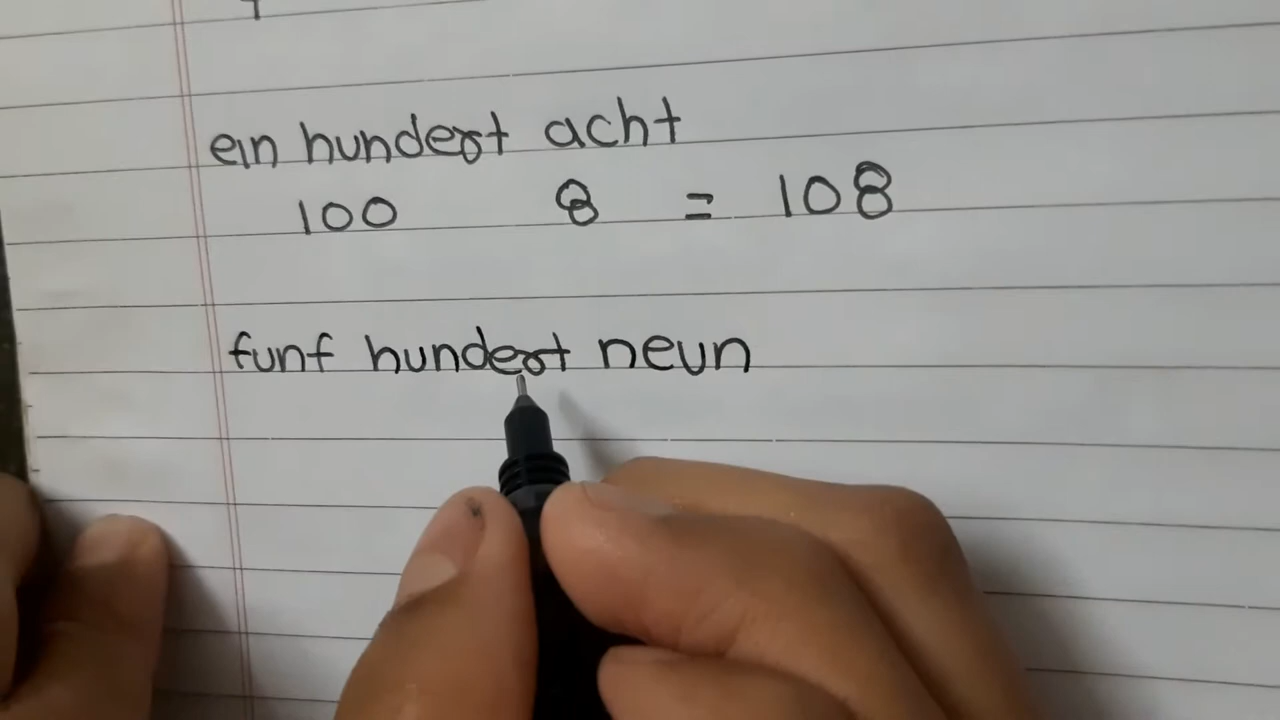 ein hundert acht
100 8 = 108
funf hundert neun